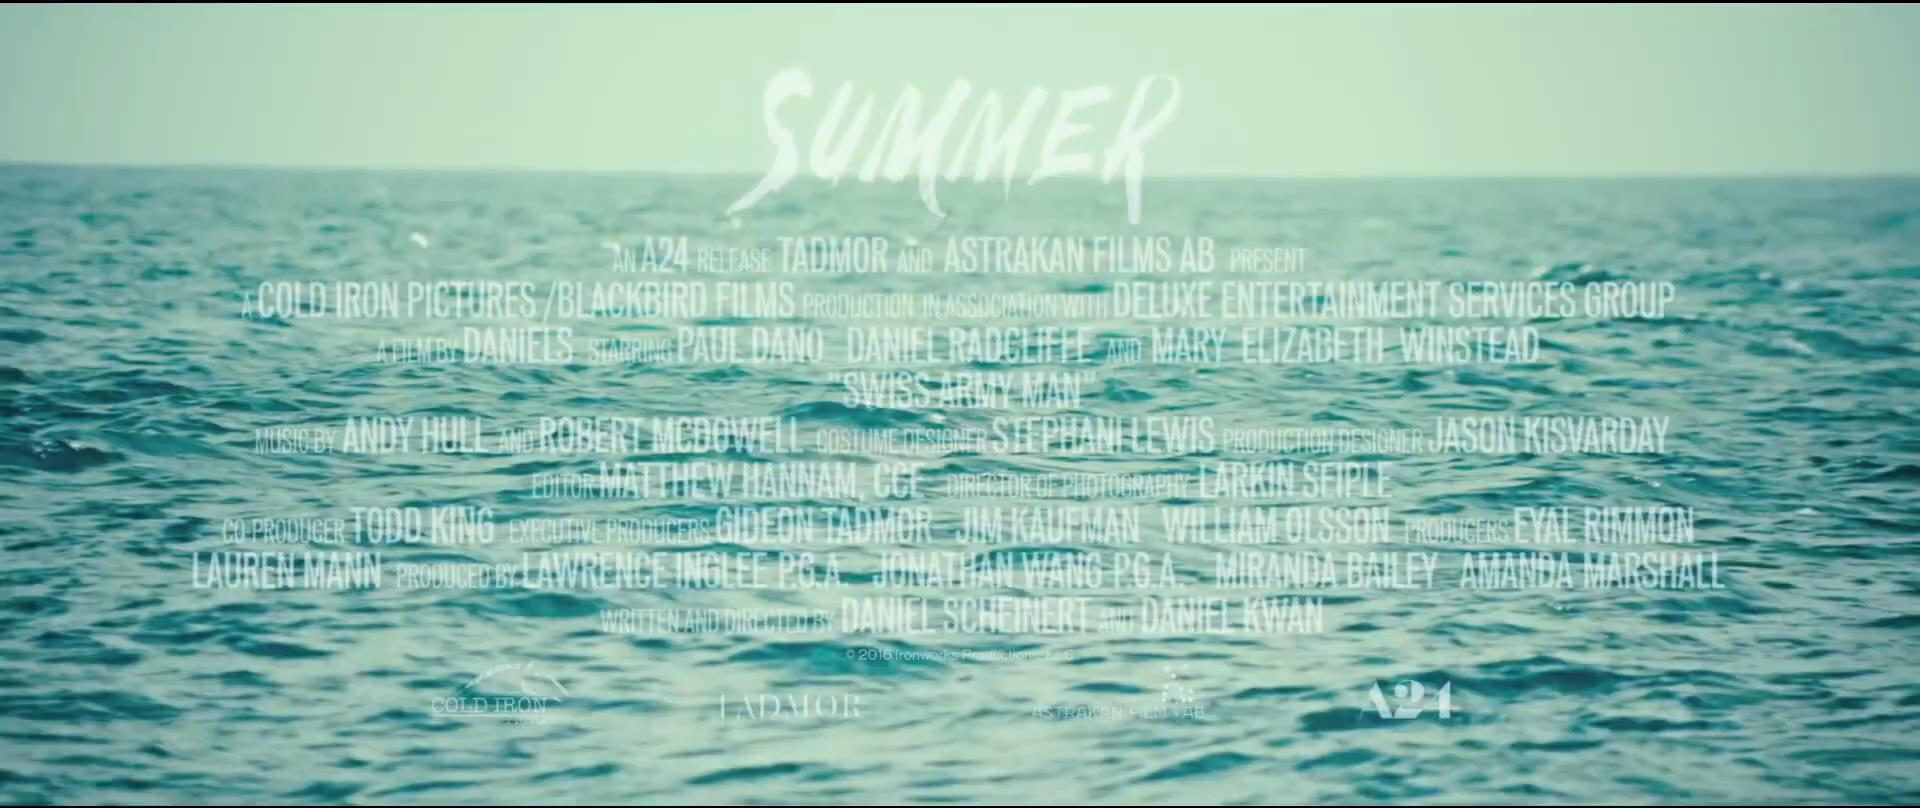 SUMMER
AN A24 RELEASE TADMOR AND ASTRAKAN FILMS AB PRESENT
A COLD IRON PICTURES /BLACKBIRD FILMS PRODUCTION IN ASSOCIATION WITH DELUXE ENTERTAINMENT SERVICES GROUP
A FILM BY DANIELS STARRING PAUL DANO DANIEL RADCLIFFE AND MARY ELIZABETH WINSTEAD
"SWISS ARMY MAN"
MUSIC BY ANDY HULL AND ROBERT MCDOWELL COSTUME DESIGNER STEPHANI LEWIS PRODUCTION DESIGNER JASON KISVARDAY
EDITOR MATTHEW HANNAM, CCE DIRECTOR OF PHOTOGRAPHY LARKIN SEIPLE
CO-PRODUCER TODD KING EXECUTIVE PRODUCERS GIDEON TADMOR JIM KAUFMAN WILLIAM OLSSON PRODUCERS EYAL RIMMON
LAUREN MANN PRODUCED BY LAWRENCE INGLEE P.G.A. JONATHAN WANG P.G.A. MIRANDA BAILEY AMANDA MARSHALL
WRITTEN AND DIRECTED BY DANIEL SCHEINERT AND DANIEL KWAN
© 2016 Ironworks Productions, LLC
COLD IRON TADMOR ASTRAKAN FILMS AB A24